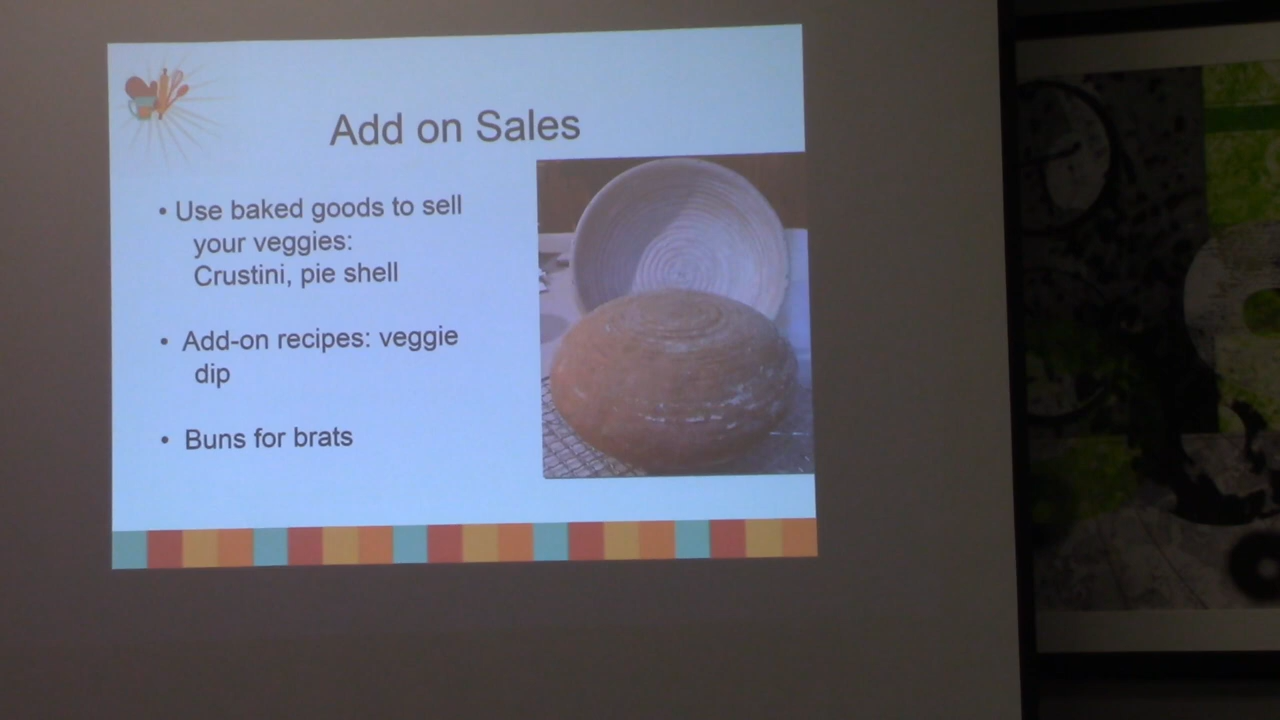 Add on Sales
• Use baked goods to sell
your veggies:
Crustini, pie shell
• Add-on recipes: veggie
dip
• Buns for brats